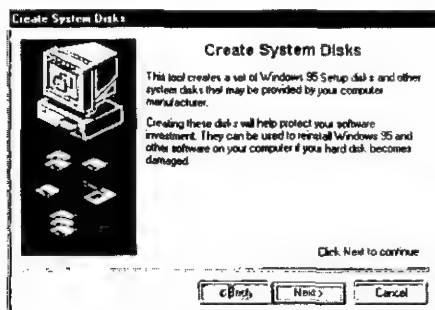 Create System Disks
Create System Disks
This tool creates a set of Windows 95 Setup disks and other
system disks that may be provided by your computer
manufacturer.
Creating these disks will help protect your software
investment. They can be used to reinstall Windows 95 and
other software on your computer if your hard disk becomes
damaged.
Click Next to continue
< Back
Next >
Cancel